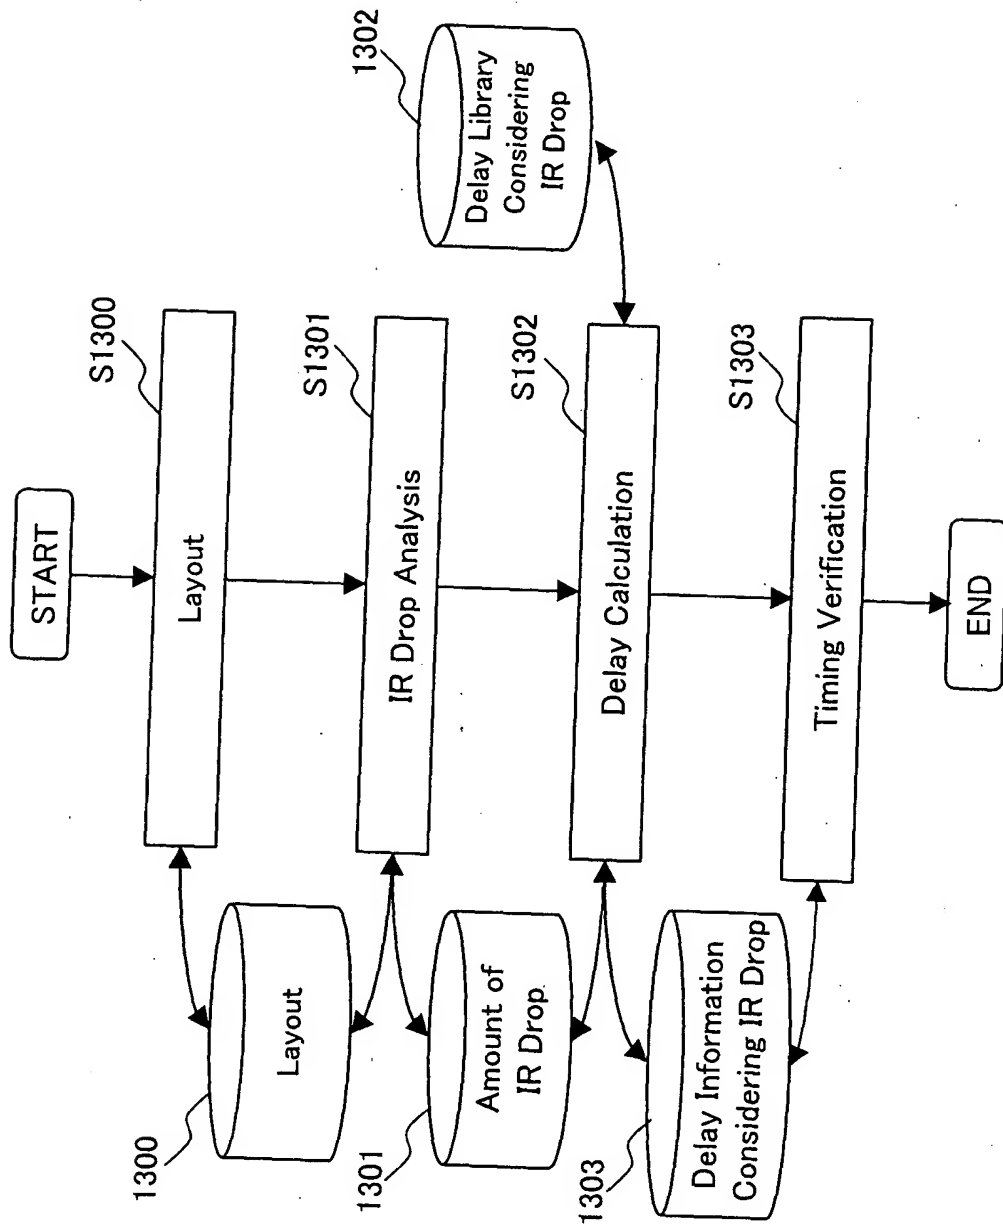 START
S1300
Layout
1300
Layout
S1301
IR Drop Analysis
1301
Amount of
IR Drop
1302
Delay Library
Considering
IR Drop
S1302
Delay Calculation
1303
Delay Information
Considering IR Drop
S1303
Timing Verification
END